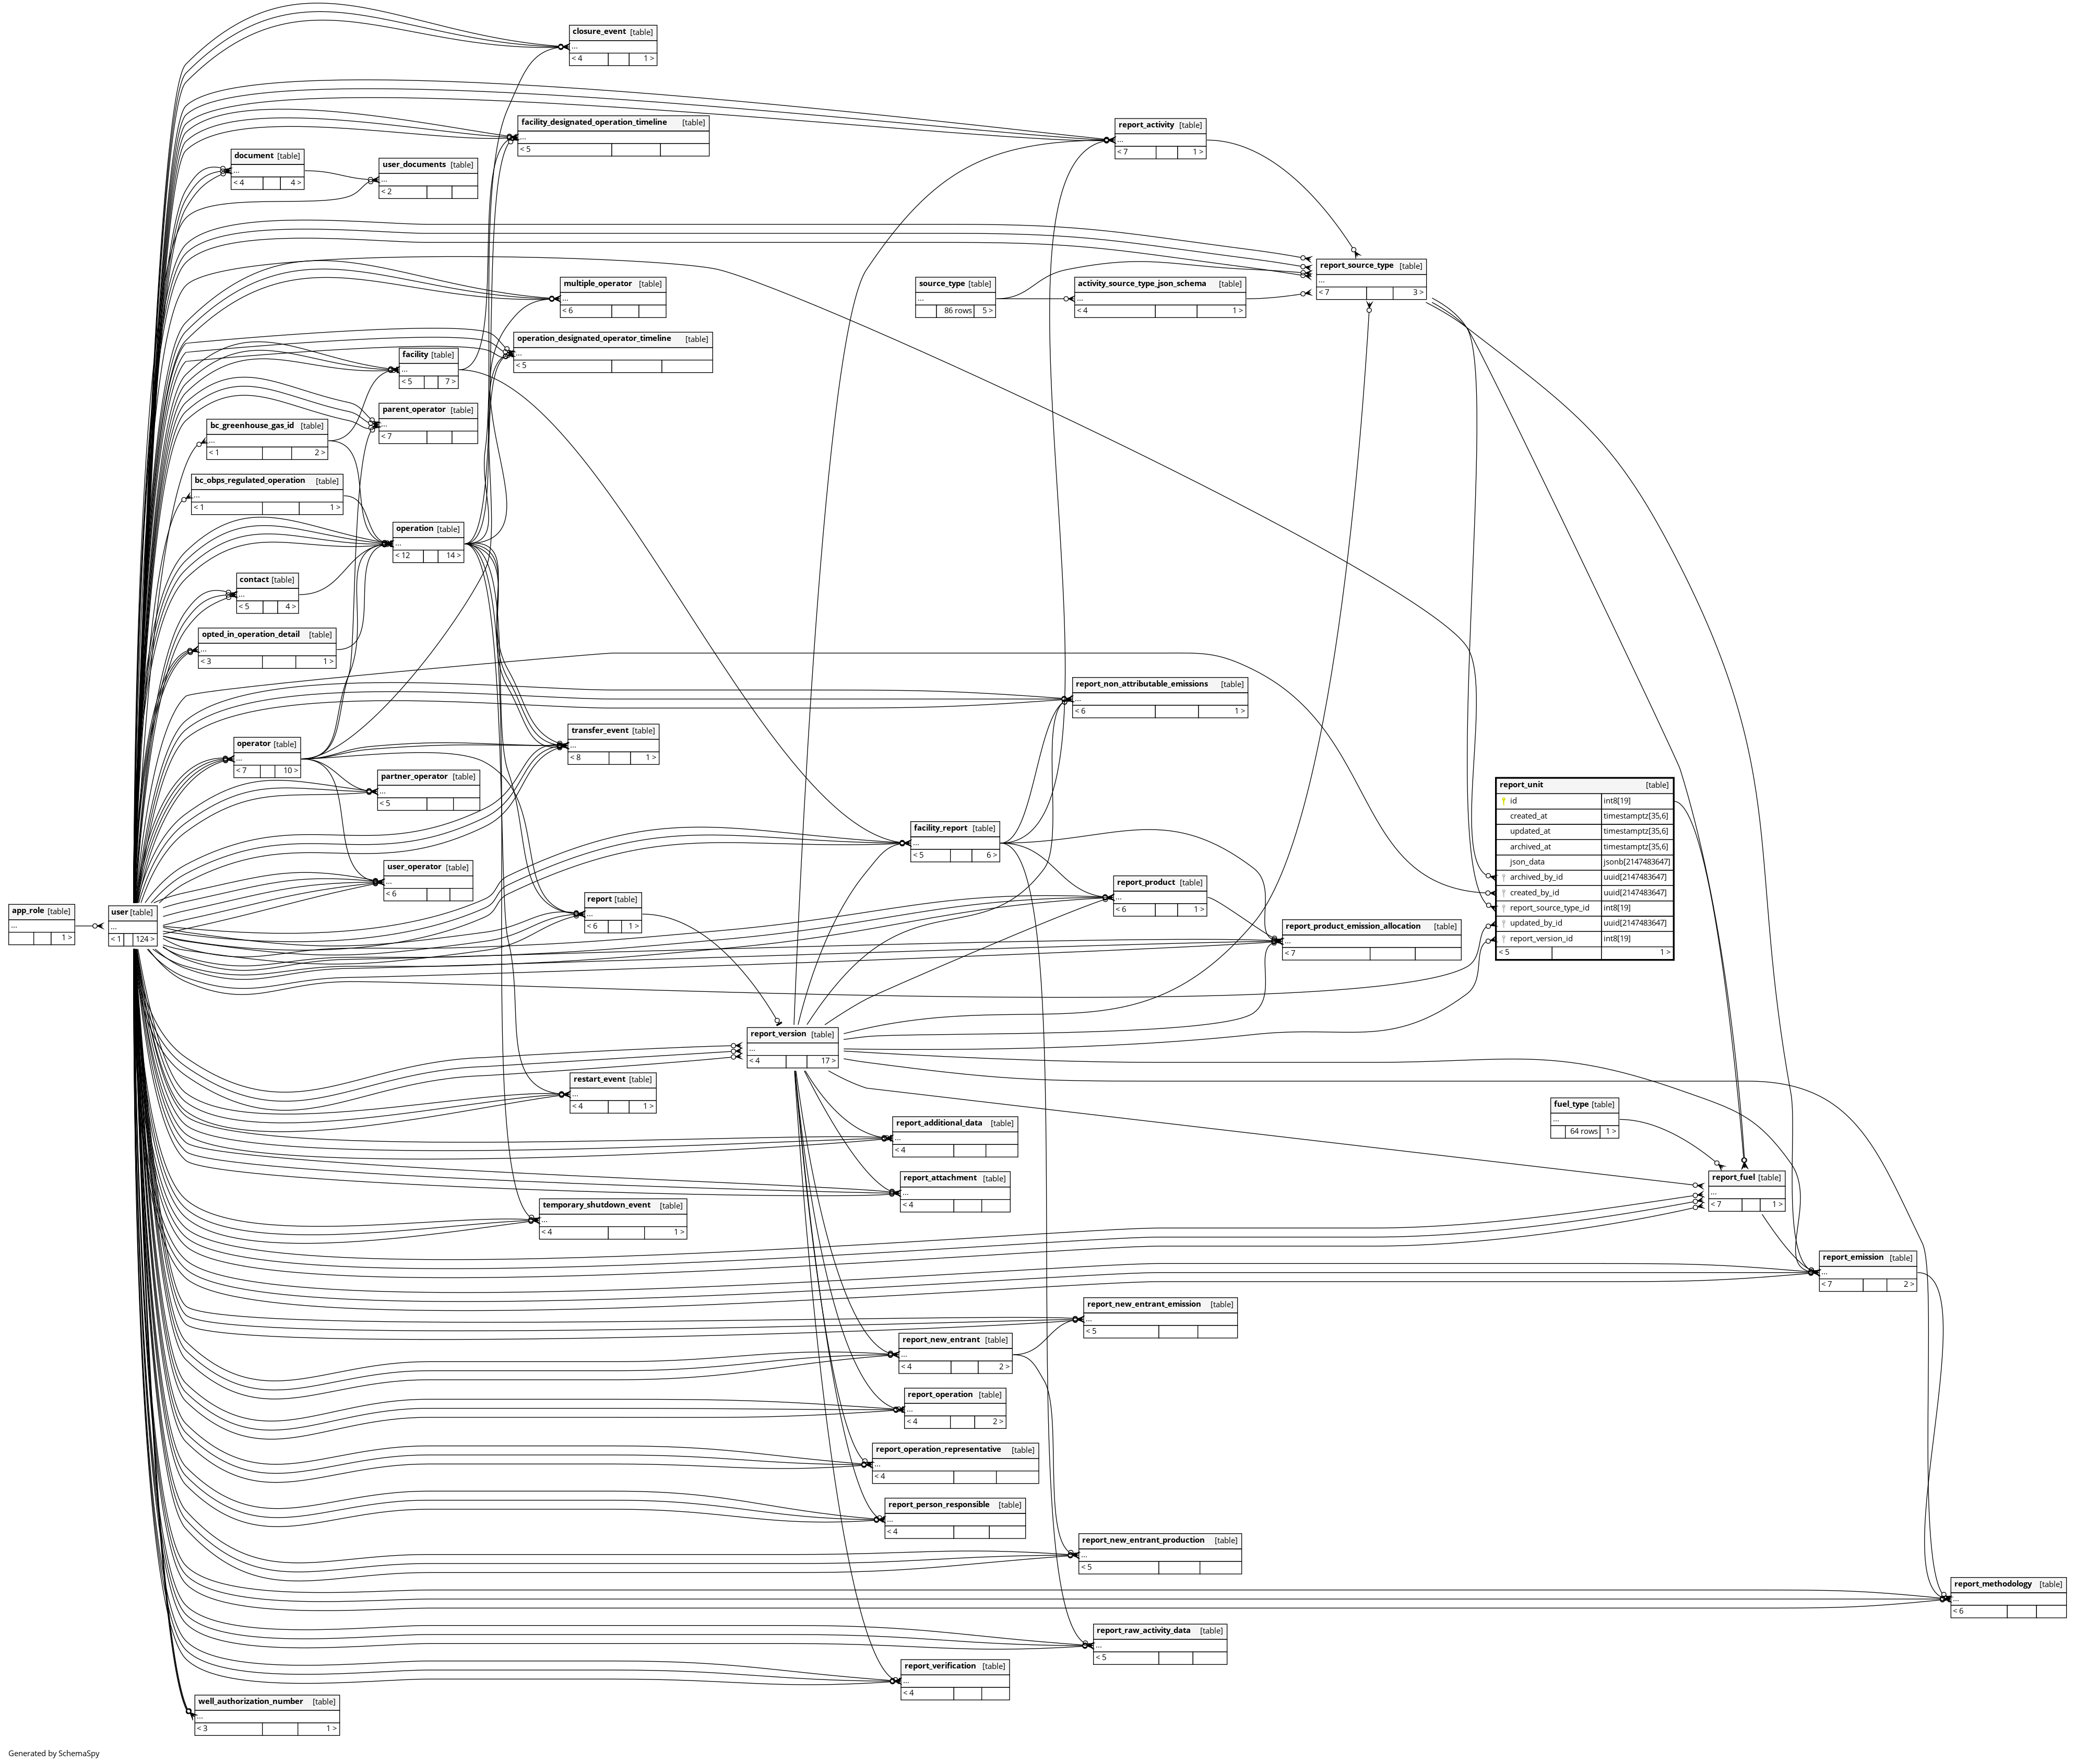 closure_event [table]
...
< 4 1 >
facility_designated_operation_timeline [table]
...
< 5
report_activity [table]
...
< 7 1 >
document [table]
...
< 4 4 >
user_documents [table]
...
< 2
report_source_type [table]
...
< 7 3 >
multiple_operator [table]
...
< 6
source_type [table]
...
86 rows 5 >
activity_source_type_json_schema [table]
...
< 4 1 >
operation_designated_operator_timeline [table]
...
< 5
facility [table]
...
< 5 7 >
parent_operator [table]
...
< 7
bc_greenhouse_gas_id [table]
...
< 1 2 >
bc_obps_regulated_operation [table]
...
< 1 1 >
operation [table]
...
< 12 14 >
contact [table]
...
< 5 4 >
opted_in_operation_detail [table]
...
< 3 1 >
report_non_attributable_emissions [table]
...
< 6 1 >
transfer_event [table]
...
< 8 1 >
operator [table]
...
< 7 10 >
partner_operator [table]
...
< 5
report_unit [table]
id int8[19]
created_at timestamptz[35,6]
updated_at timestamptz[35,6]
archived_at timestamptz[35,6]
json_data jsonb[2147483647]
archived_by_id uuid[2147483647]
created_by_id uuid[2147483647]
report_source_type_id int8[19]
updated_by_id uuid[2147483647]
report_version_id int8[19]
< 5 1 >
facility_report [table]
...
< 5 6 >
user_operator [table]
...
< 6
report_product [table]
...
< 6 1 >
report [table]
...
< 6 1 >
app_role [table]
...
1 >
user [table]
...
< 1 124 >
report_product_emission_allocation [table]
...
< 7
report_version [table]
...
< 4 17 >
restart_event [table]
...
< 4 1 >
fuel_type [table]
...
64 rows 1 >
report_additional_data [table]
...
< 4
report_attachment [table]
...
< 4
report_fuel [table]
...
< 7 1 >
temporary_shutdown_event [table]
...
< 4 1 >
report_emission [table]
...
< 7 2 >
report_new_entrant_emission [table]
...
< 5
report_new_entrant [table]
...
< 4 2 >
report_operation [table]
...
< 4 2 >
report_operation_representative [table]
...
< 4
report_person_responsible [table]
...
< 4
report_new_entrant_production [table]
...
< 5
report_methodology [table]
...
< 6
report_raw_activity_data [table]
...
< 5
report_verification [table]
...
< 4
well_authorization_number [table]
...
< 3 1 >
Generated by SchemaSpy